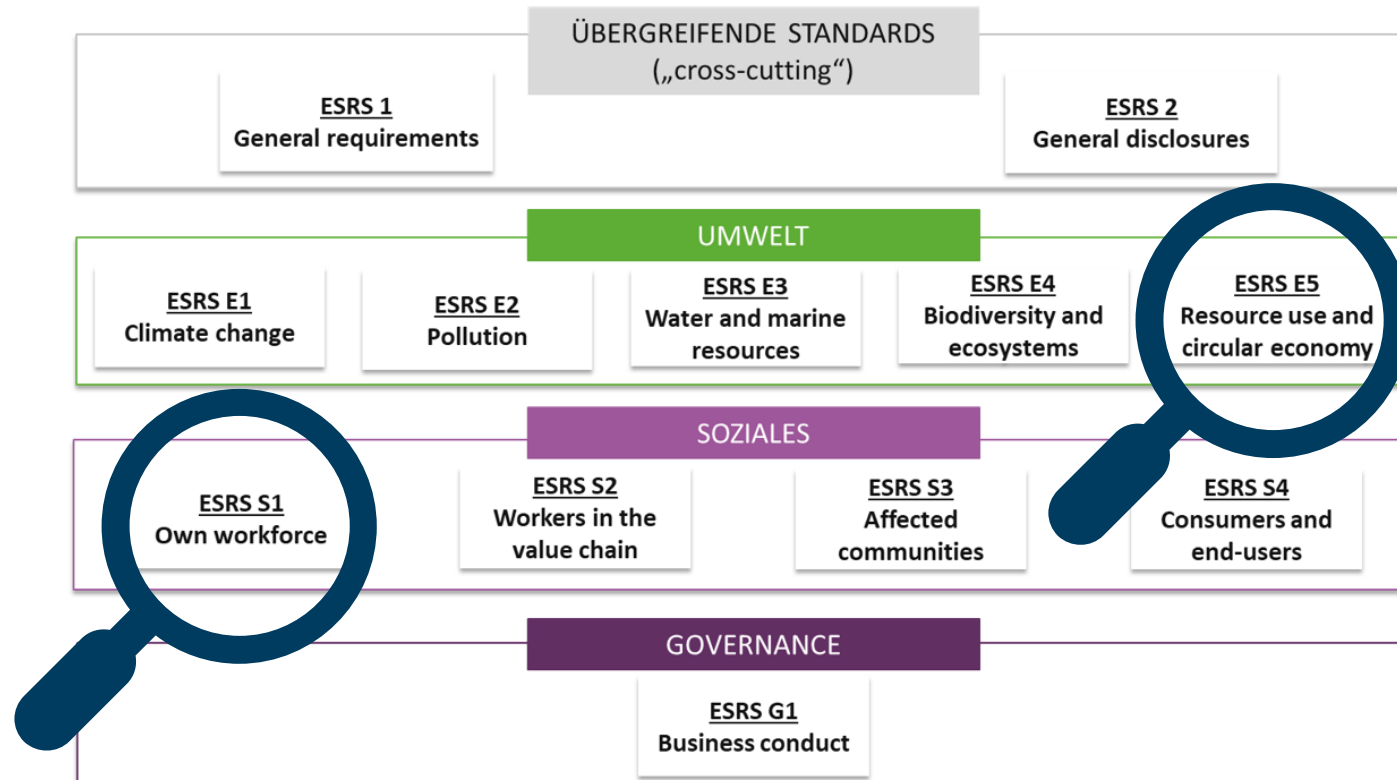 ÜBERGREIFENDE STANDARDS
(„cross-cutting“)
ESRS 1
General requirements
ESRS 2
General disclosures
UMWELT
ESRS E1
Climate change
ESRS E2
Pollution
ESRS E3
Water and marine
resources
ESRS E4
Biodiversity and
ecosystems
ESRS E5
Resource use and
circular economy
SOZIALES
ESRS S1
Own workforce
ESRS S2
Workers in the
value chain
ESRS S3
Affected
communities
ESRS S4
Consumers and
end-users
GOVERNANCE
ESRS G1
Business conduct